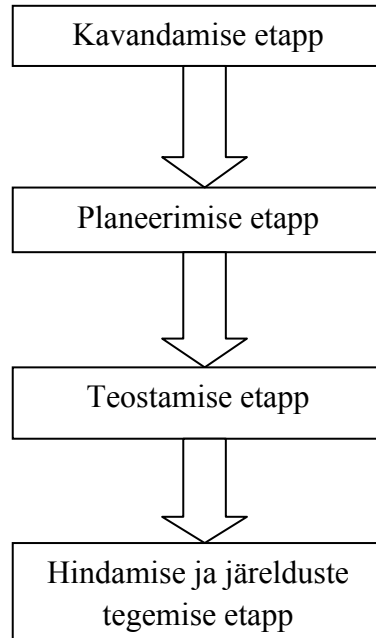 Kavandamise etapp
Planeerimise etapp
Teostamise etapp
Hindamise ja järelduste
tegemise etapp